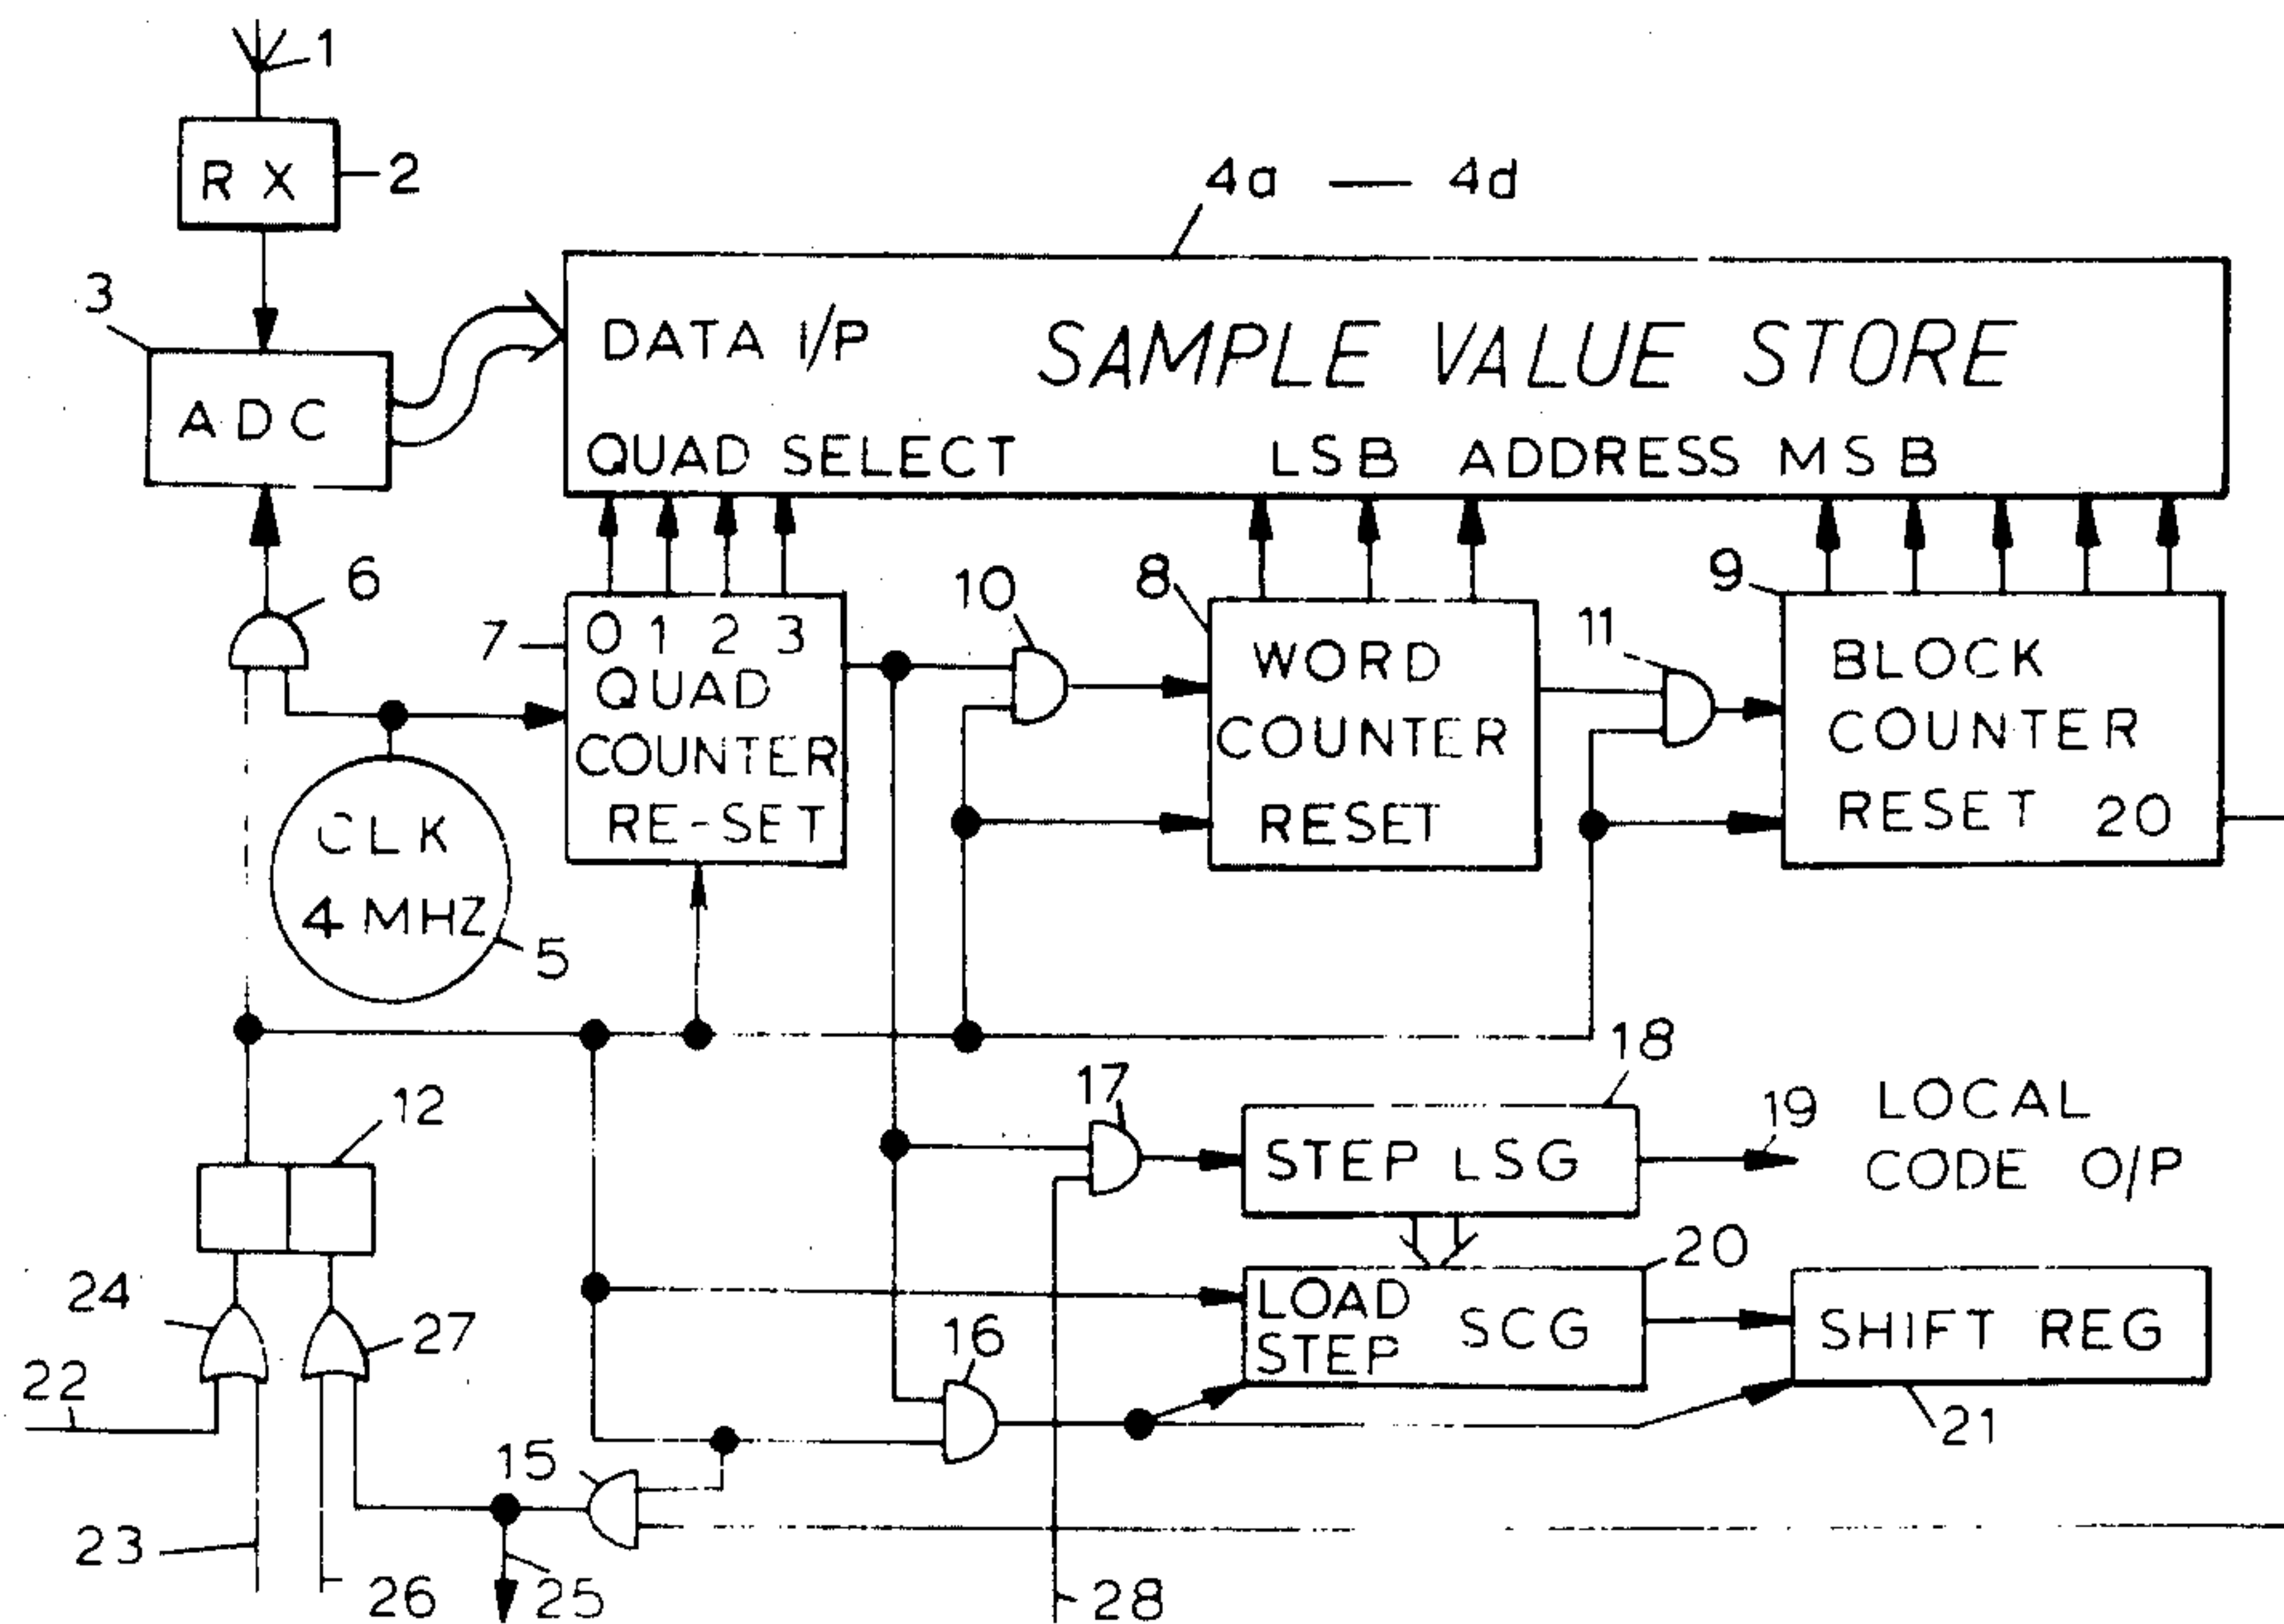 1
RX
2
4a — 4d
3
DATA I/P
SAMPLE VALUE STORE
ADC
QUAD SELECT
LSB ADDRESS MSB
6
7
0 1 2 3
QUAD
COUNTER
RE-SET
10
8
WORD
COUNTER
RESET
11
9
BLOCK
COUNTER
RESET 20
CLK
4 MHZ
5
12
17
18
STEP LSG
19
LOCAL
CODE O/P
24
27
22
16
LOAD
STEP
SCG
20
SHIFT REG
21
15
23
26
25
28